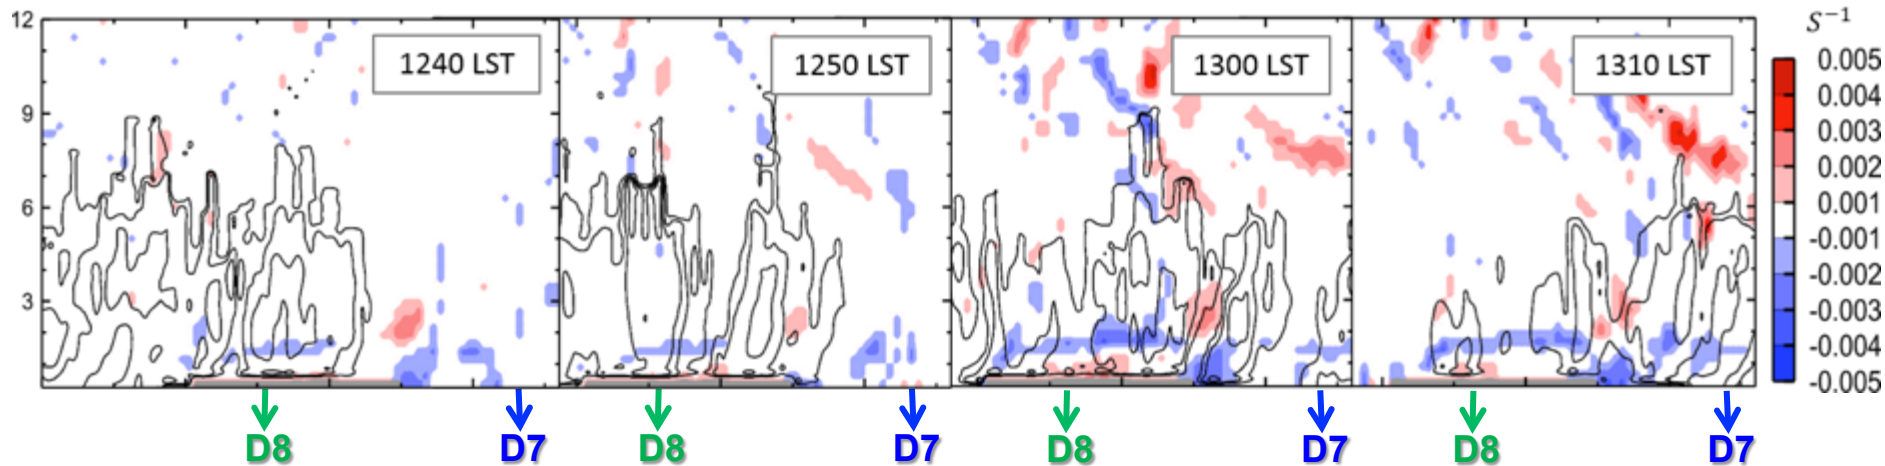 12
9
6
3
1240 LST
1250 LST
1300 LST
1310 LST
S⁻¹
0.005
0.004
0.003
0.002
0.001
-0.001
-0.002
-0.003
-0.004
-0.005
D8
D7
D8
D7
D8
D7
D8
D7